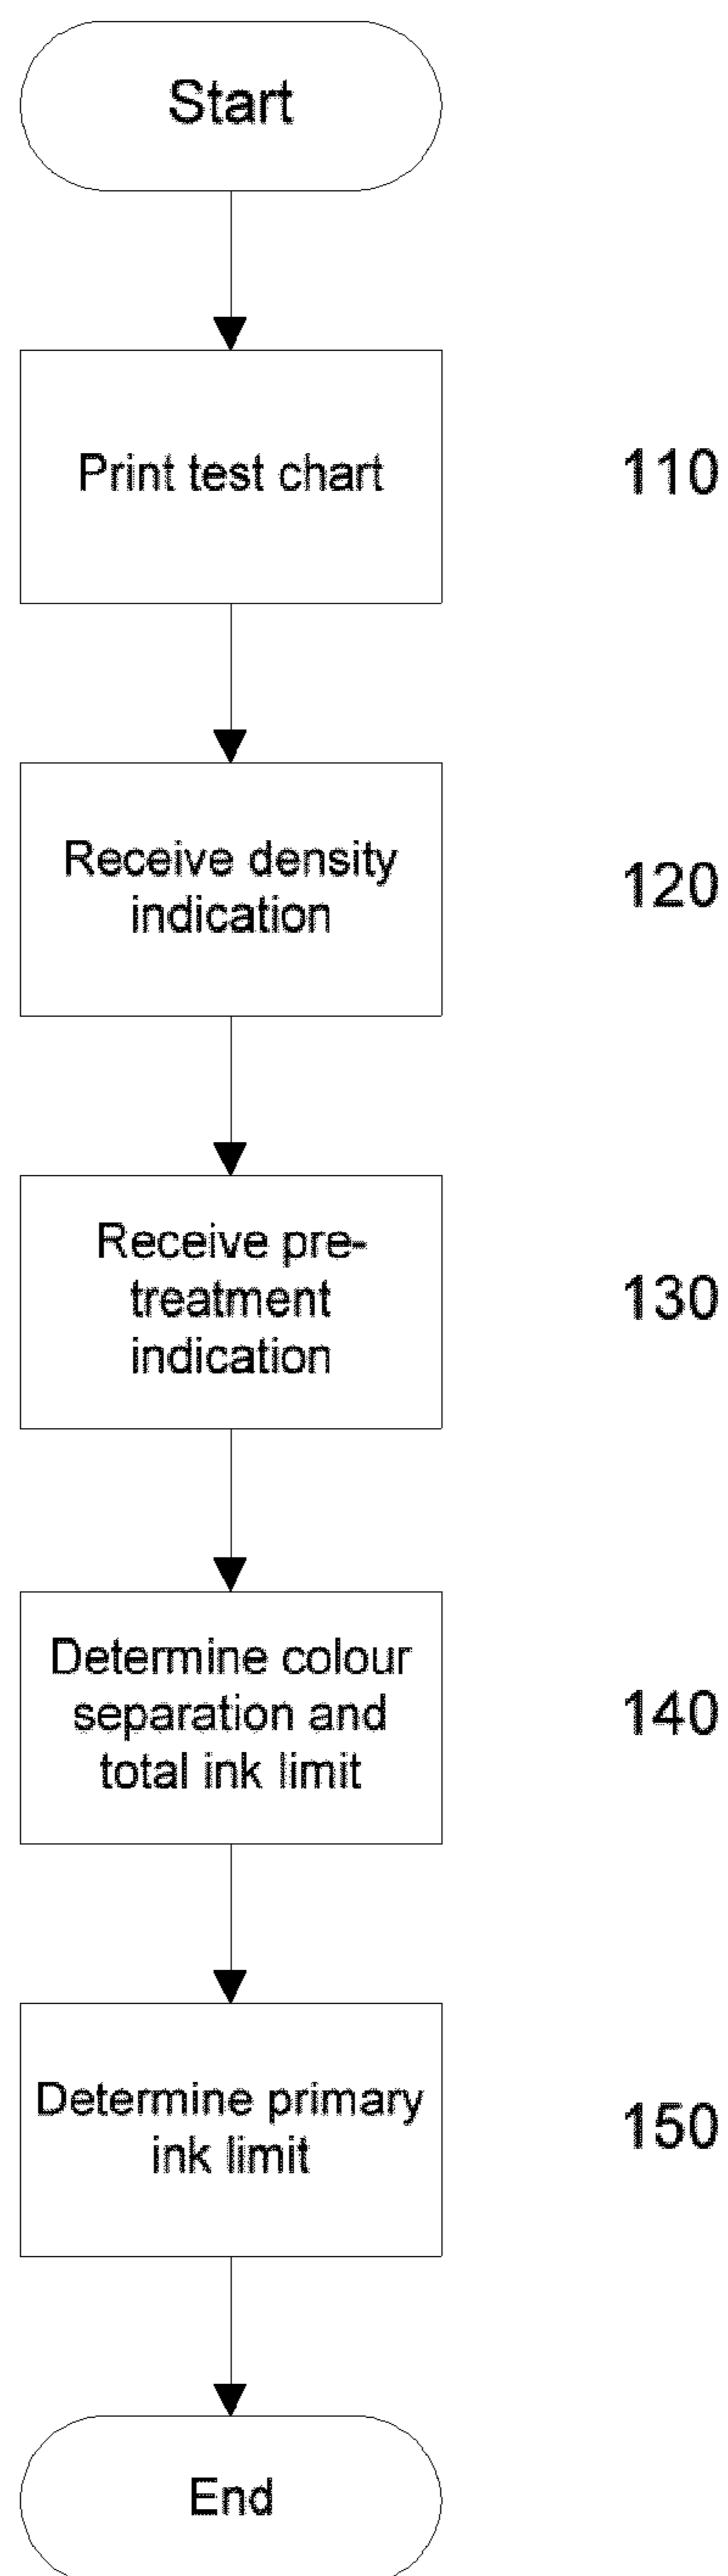 Start
Print test chart
110
Receive density
indication
120
Receive pre-
treatment
indication
130
Determine colour
separation and
total ink limit
140
Determine primary
ink limit
150
End